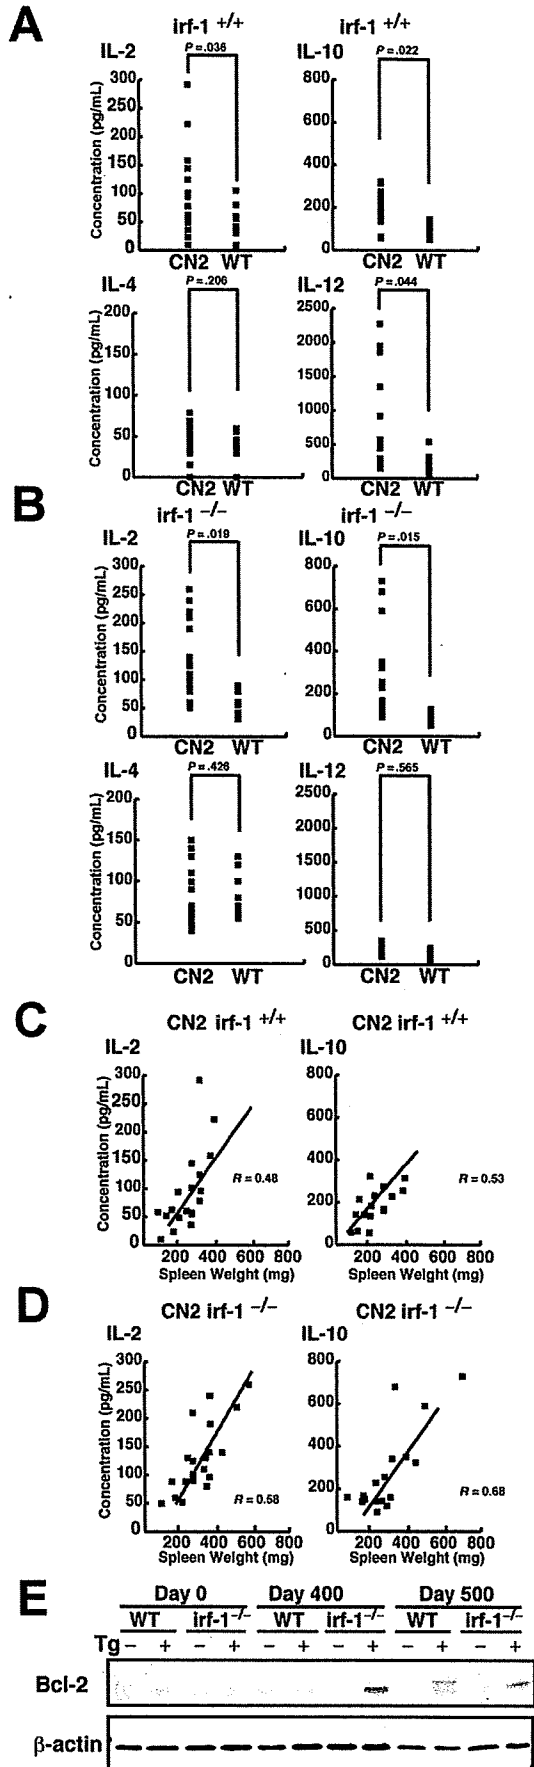 A
irf-1 +/+
irf-1 +/+
IL-2
P=.036
IL-10
P=.022
Concentration (pg/mL)
300
250
200
150
100
50
0
CN2 WT
800
600
400
200
0
CN2 WT
IL-4
P=.206
IL-12
P=.044
Concentration (pg/mL)
200
150
100
50
0
CN2 WT
2500
2000
1500
1000
500
0
CN2 WT
B
irf-1 -/-
irf-1 -/-
IL-2
P=.019
IL-10
P=.015
Concentration (pg/mL)
300
250
200
150
100
50
0
CN2 WT
800
600
400
200
0
CN2 WT
IL-4
P=.426
IL-12
P=.565
Concentration (pg/mL)
200
150
100
50
0
CN2 WT
2500
2000
1500
1000
500
0
CN2 WT
C
CN2 irf-1 +/+
CN2 irf-1 +/+
IL-2
IL-10
Concentration (pg/mL)
300
250
200
150
100
50
0
R = 0.48
200 400 600 800
Spleen Weight (mg)
800
600
400
200
0
R = 0.53
200 400 600 800
Spleen Weight (mg)
D
CN2 irf-1 -/-
CN2 irf-1 -/-
IL-2
IL-10
Concentration (pg/mL)
300
250
200
150
100
50
0
R = 0.58
200 400 600 800
Spleen Weight (mg)
800
600
400
200
0
R = 0.68
200 400 600 800
Spleen Weight (mg)
E
Day 0 Day 400 Day 500
WT irf-1-/- WT irf-1-/- WT irf-1-/-
Tg - + - + - + - + - + - +
Bcl-2
β-actin